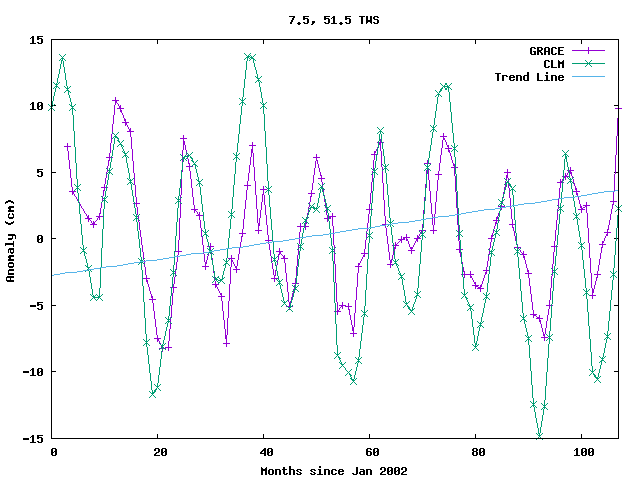 7.5, 51.5 TWS
GRACE
CLM
Trend Line
15
10
5
0
-5
-10
-15
Anomaly (cm)
0 20 40 60 80 100
Months since Jan 2002